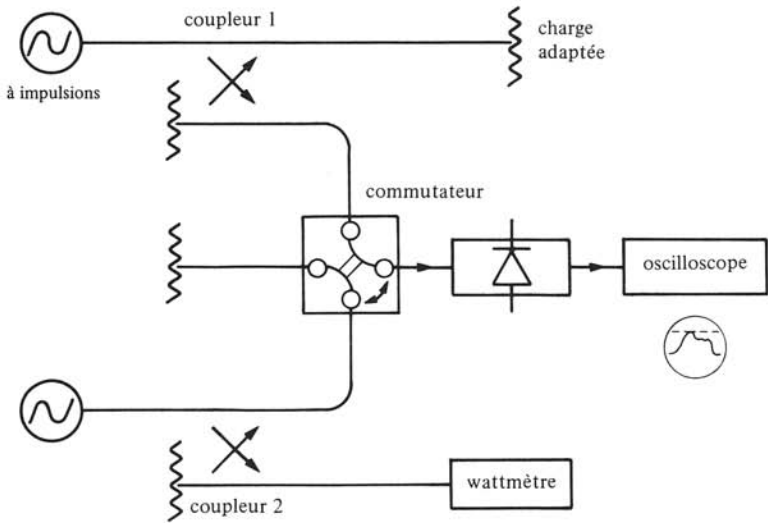 coupleur 1
charge
adaptée
à impulsions
commutateur
oscilloscope
wattmètre
coupleur 2